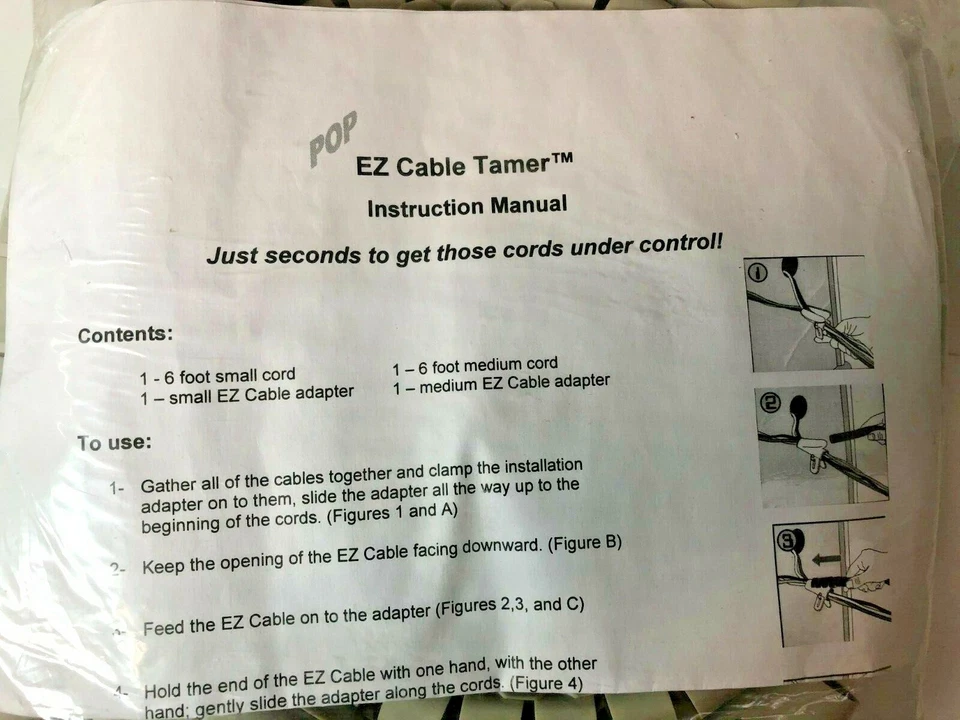 POP
EZ Cable Tamer™
Instruction Manual
Just seconds to get those cords under control!
Contents:
1 - 6 foot small cord
1 – small EZ Cable adapter
1 – 6 foot medium cord
1 – medium EZ Cable adapter
To use:
1- Gather all of the cables together and clamp the installation
adapter on to them, slide the adapter all the way up to the
beginning of the cords. (Figures 1 and A)
2- Keep the opening of the EZ Cable facing downward. (Figure B)
Feed the EZ Cable on to the adapter (Figures 2,3, and C)
4- Hold the end of the EZ Cable with one hand, with the other
hand; gently slide the adapter along the cords. (Figure 4)
1
2
3